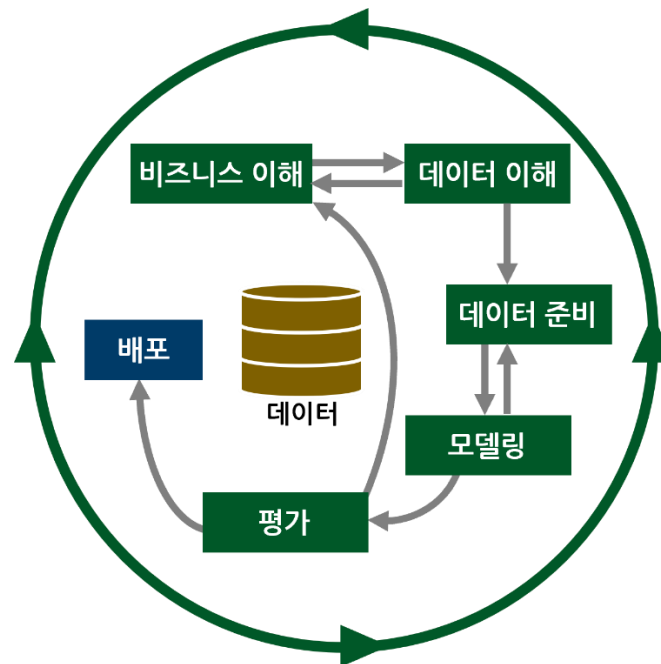 비즈니스 이해
데이터 이해
데이터 준비
배포
데이터
모델링
평가